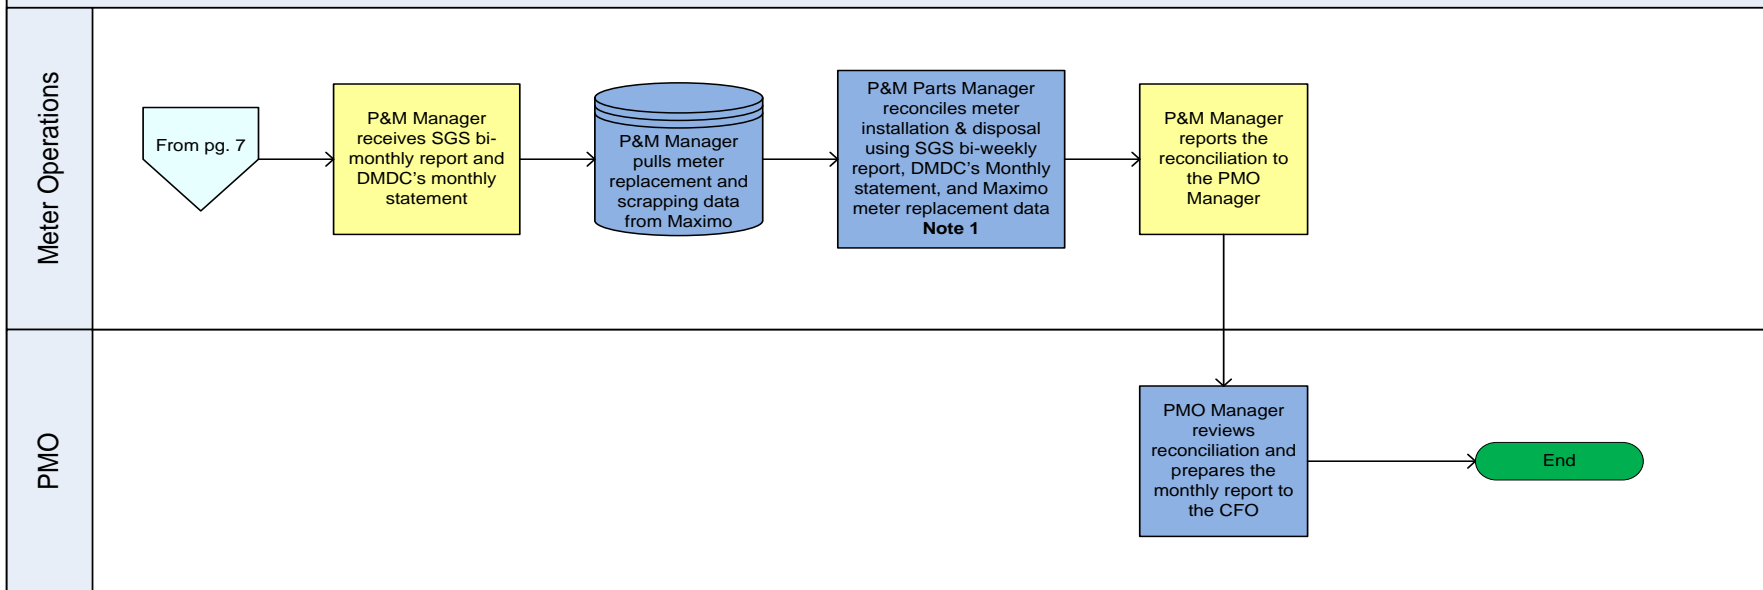 Meter Operations
From pg. 7
P&M Manager
receives SGS bi-
monthly report and
DMDC's monthly
statement
P&M Manager
pulls meter
replacement and
scrapping data
from Maximo
P&M Parts Manager
reconciles meter
installation & disposal
using SGS bi-weekly
report, DMDC's Monthly
statement, and Maximo
meter replacement data
Note 1
P&M Manager
reports the
reconciliation to
the PMO
Manager
PMO
PMO Manager
reviews
reconciliation and
prepares the
monthly report to
the CFO
End